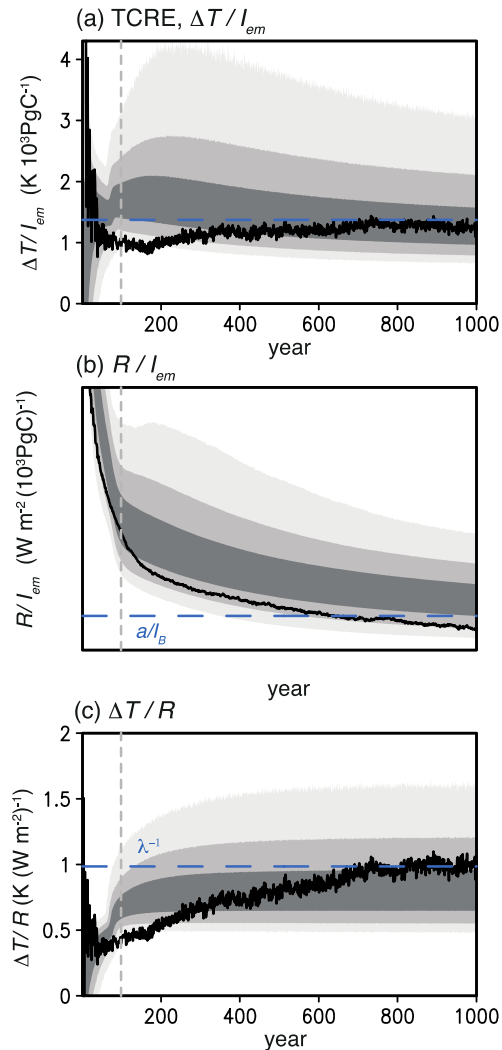 (a) TCRE, ΔT / I_em
ΔT / I_em (K 10³PgC⁻¹)
4
3
2
1
0
200 400 600 800 1000
year
(b) R / I_em
R / I_em (W m⁻² (10³PgC)⁻¹)
a/I_B
year
(c) ΔT / R
ΔT / R (K (W m⁻²)⁻¹)
2
1.5
λ⁻¹
1
0.5
0
200 400 600 800 1000
year